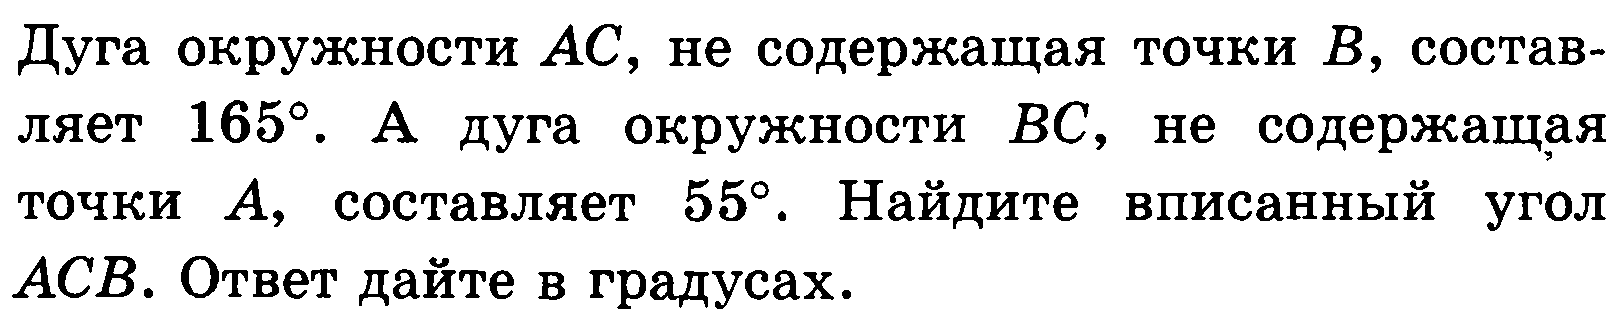 Дуга окружности AC, не содержащая точки B, состав-
ляет 165°. А дуга окружности BC, не содержащая
точки A, составляет 55°. Найдите вписанный угол
ACB. Ответ дайте в градусах.